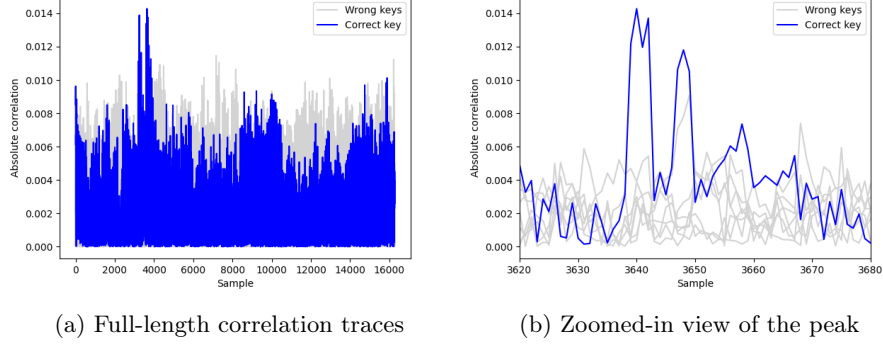 0.014
0.012
0.010
0.008
0.006
0.004
0.002
0.000
Absolute correlation
Wrong keys
Correct key
0 2000 4000 6000 8000 10000 12000 14000 16000
Sample
(a) Full-length correlation traces
0.014
0.012
0.010
0.008
0.006
0.004
0.002
0.000
Absolute correlation
Wrong keys
Correct key
3620 3630 3640 3650 3660 3670 3680
Sample
(b) Zoomed-in view of the peak